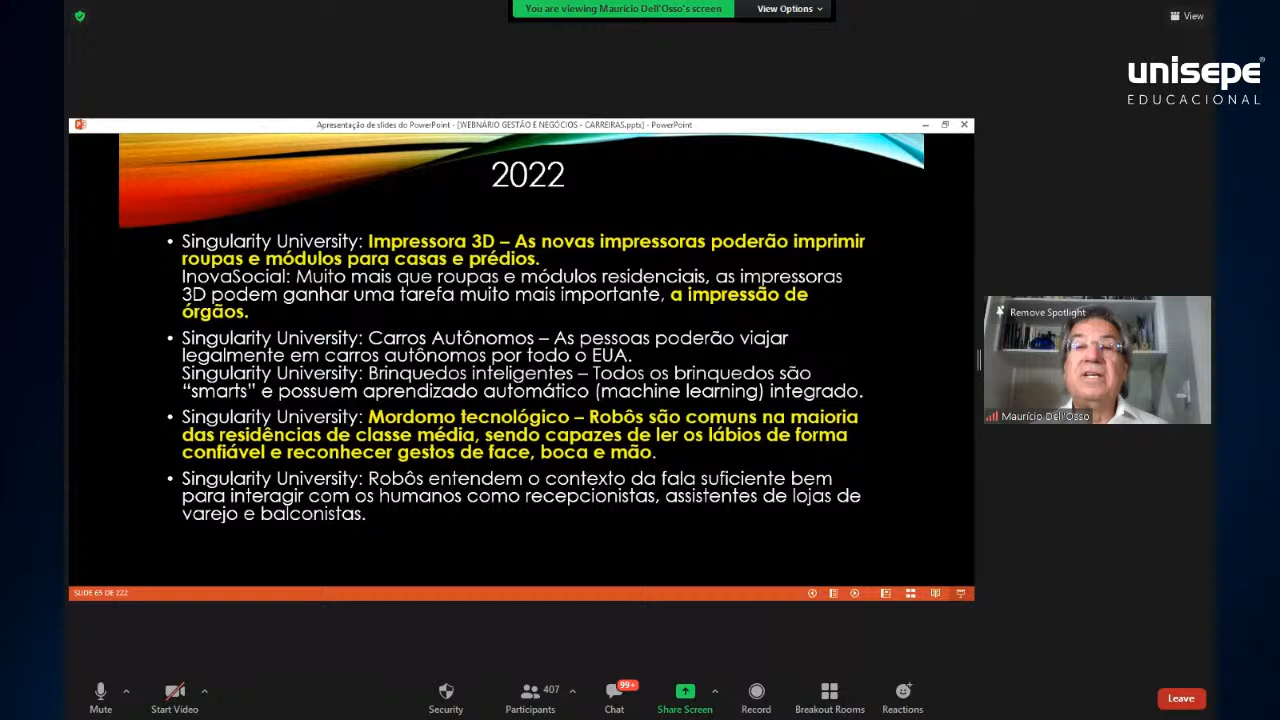 You are viewing Maurício Dell'Osso's screen
View Options
View
unisepe
EDUCACIONAL
Apresentação de slides do PowerPoint - [WEBNÁRIO GESTÃO E NEGÓCIOS - CARREIRAS.pptx] - PowerPoint
2022
• Singularity University: Impressora 3D – As novas impressoras poderão imprimir
roupas e módulos para casas e prédios.
InovaSocial: Muito mais que roupas e módulos residenciais, as impressoras
3D podem ganhar uma tarefa muito mais importante, a impressão de
órgãos.
• Singularity University: Carros Autônomos – As pessoas poderão viajar
legalmente em carros autônomos por todo o EUA.
Singularity University: Brinquedos inteligentes – Todos os brinquedos são
“smarts” e possuem aprendizado automático (machine learning) integrado.
• Singularity University: Mordomo tecnológico – Robôs são comuns na maioria
das residências de classe média, sendo capazes de ler os lábios de forma
confiável e reconhecer gestos de face, boca e mão.
• Singularity University: Robôs entendem o contexto da fala suficiente bem
para interagir com os humanos como recepcionistas, assistentes de lojas de
varejo e balconistas.
Remove Spotlight
Maurício Dell'Osso
SLIDE 65 DE 222
407
99+
Mute
Start Video
Security
Participants
Chat
Share Screen
Record
Breakout Rooms
Reactions
Leave